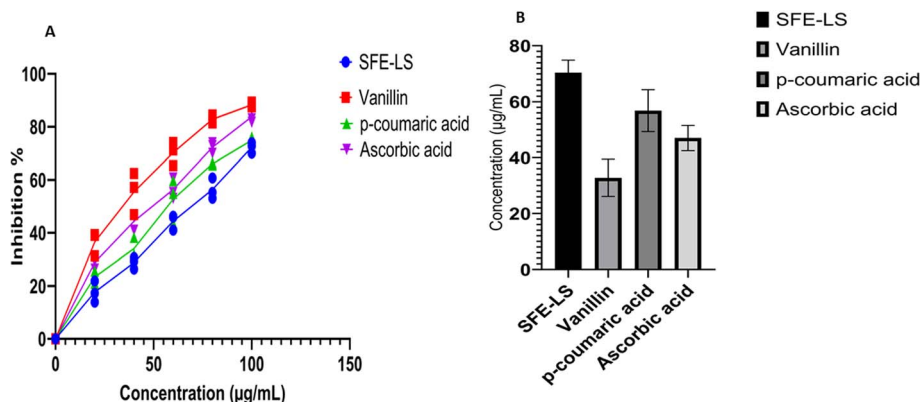 A
Inhibition %
100
80
60
40
20
0
0
50
100
150
Concentration (µg/mL)
SFE-LS
Vanillin
p-coumaric acid
Ascorbic acid
B
Concentration (µg/mL)
80
60
40
20
0
SFE-LS
Vanillin
p-coumaric acid
Ascorbic acid
SFE-LS
Vanillin
p-coumaric acid
Ascorbic acid